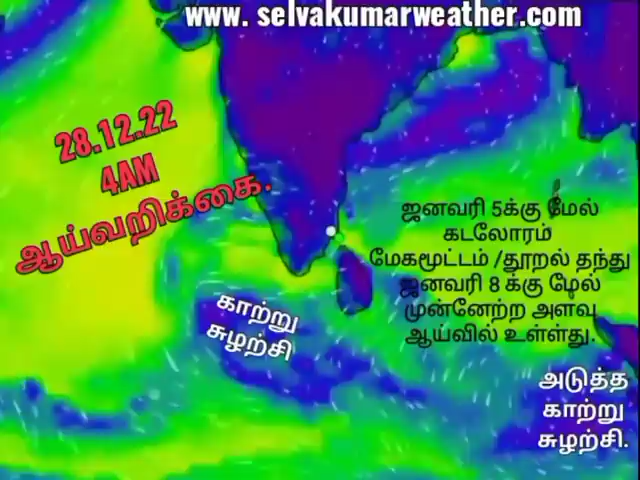 www. selvakumarweather.com
28.12.22
4AM
ஆய்வறிக்கை.
ஜனவரி 5க்கு மேல்
கடலோரம்
மேகமூட்டம் /தூறல் தந்து
ஜனவரி 8 க்கு மேல்
முன்னேற்ற அளவு
ஆய்வில் உள்ள்து.
காற்று
சுழற்சி
அடுத்த
காற்று
சுழற்சி.